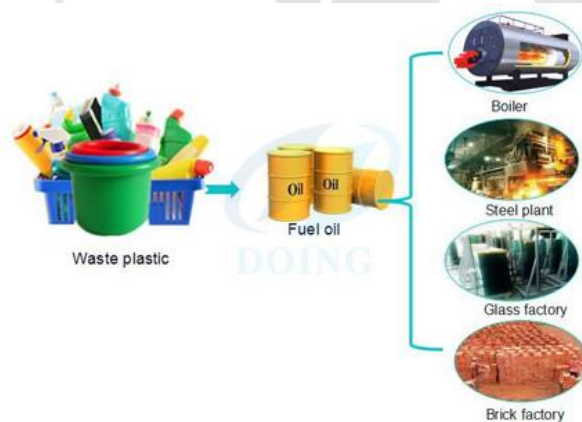 Boiler
Oil
Oil
Steel plant
Fuel oil
Waste plastic
DOING
Glass factory
Brick factory